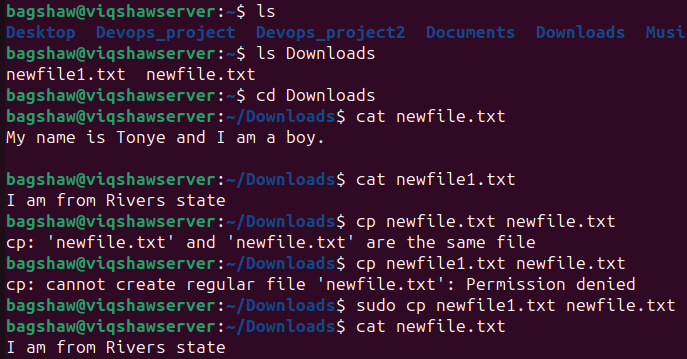 bagshaw@viqshawserver:~$ ls
Desktop  Devops_project  Devops_project2  Documents  Downloads  Musi
bagshaw@viqshawserver:~$ ls Downloads
newfile1.txt  newfile.txt
bagshaw@viqshawserver:~$ cd Downloads
bagshaw@viqshawserver:~/Downloads$ cat newfile.txt
My name is Tonye and I am a boy.

bagshaw@viqshawserver:~/Downloads$ cat newfile1.txt
I am from Rivers state
bagshaw@viqshawserver:~/Downloads$ cp newfile.txt newfile.txt
cp: 'newfile.txt' and 'newfile.txt' are the same file
bagshaw@viqshawserver:~/Downloads$ cp newfile1.txt newfile.txt
cp: cannot create regular file 'newfile.txt': Permission denied
bagshaw@viqshawserver:~/Downloads$ sudo cp newfile1.txt newfile.txt
bagshaw@viqshawserver:~/Downloads$ cat newfile.txt
I am from Rivers state